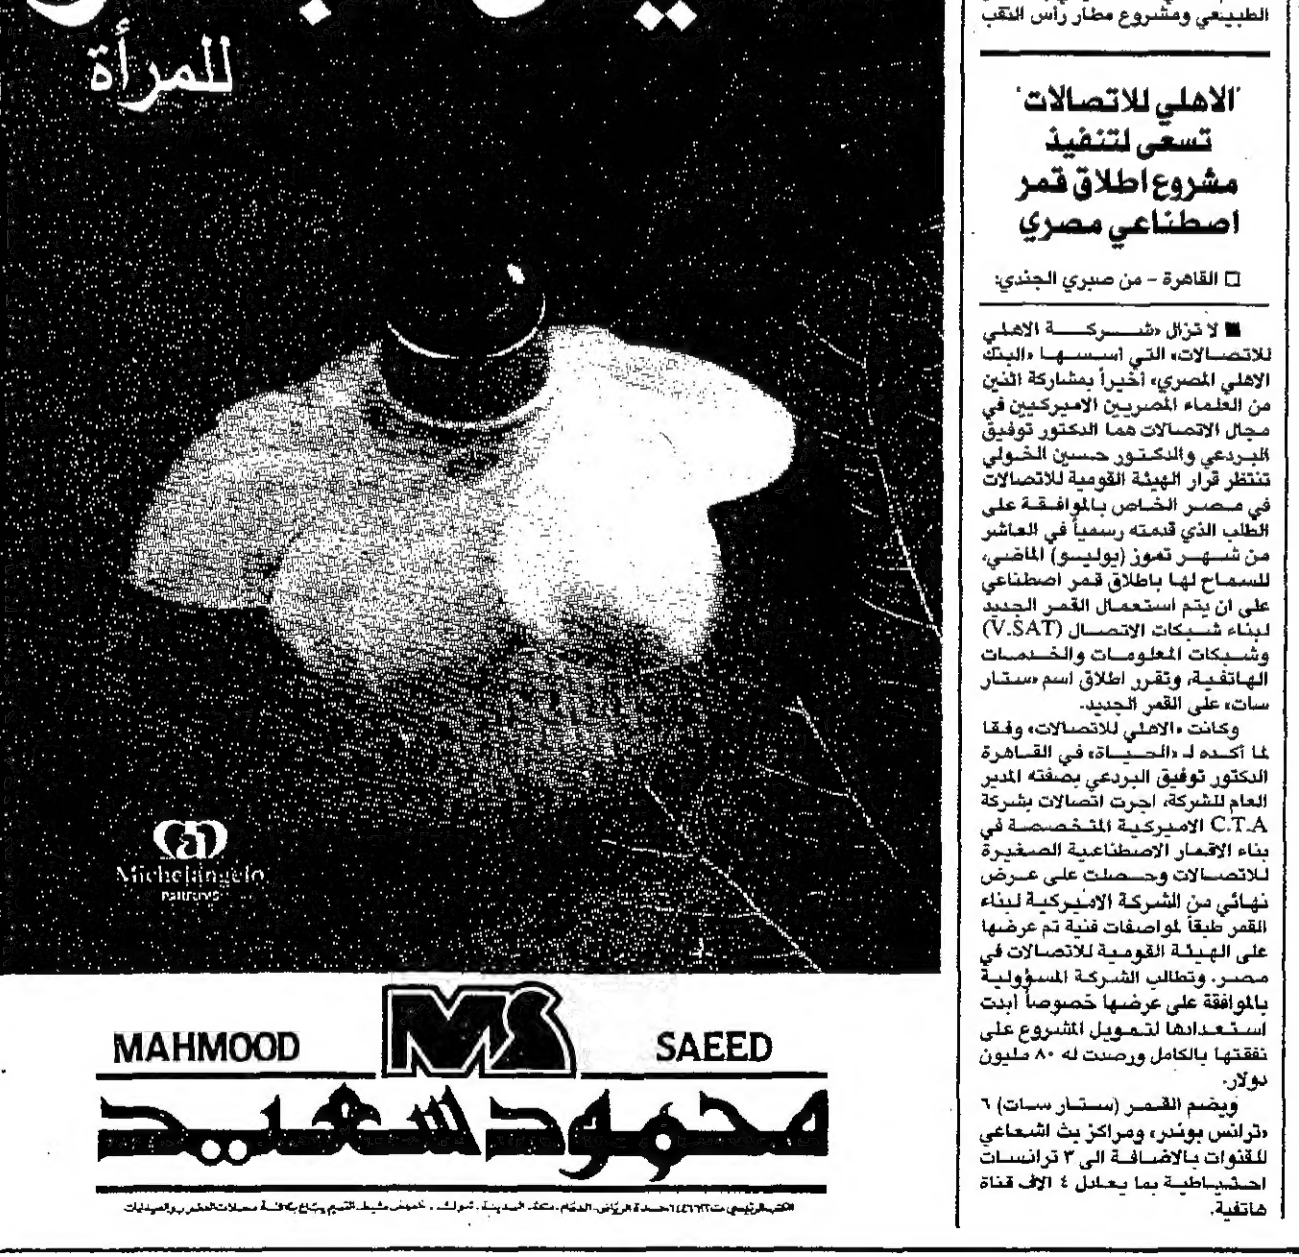 الطبيعي ومشروع مطار رأس النقب
"الاهلي للاتصالات"
تسعى لتنفيذ
مشروع اطلاق قمر
اصطناعي مصري
□ القاهرة - من صبري الجندي:
■ لا تزال «شركة الاهلي
للاتصالات» التي أسسها «البنك
الاهلي المصري» أخيراً بمشاركة اثنين
من العلماء المصريين الاميركيين في
مجال الاتصالات هما الدكتور توفيق
البردعي والدكتور حسين الخولي
تنتظر قرار الهيئة القومية للاتصالات
في مصر الخاص بالموافقة على
الطلب الذي قدمته رسمياً في العاشر
من شهر تموز (يوليو) الماضي،
للسماح لها باطلاق قمر اصطناعي
على ان يتم استعمال القمر الجديد
لبناء شبكات الاتصال (V.SAT)
وشبكات المعلومات والخدمات
الهاتفية، وتقرر اطلاق اسم «ستار
سات» على القمر الجديد.
وكانت «الاهلي للاتصالات» وفقا
لما أكده لـ «الحياة» في القاهرة
الدكتور توفيق البردعي بصفته المدير
العام للشركة، اجرت اتصالات بشركة
C.T.A الاميركية المتخصصة في
بناء الاقمار الاصطناعية الصغيرة
للاتصالات وحصلت على عرض
نهائي من الشركة الاميركية لبناء
القمر طبقاً لمواصفات فنية تم عرضها
على الهيئة القومية للاتصالات في
مصر. وتطالب الشركة المسؤولية
بالموافقة على عرضها خصوصاً ابدت
استعدادها لتمويل المشروع على
نفقتها بالكامل ورصدت له ٨٠ مليون
دولار.
ويضم القمر (ستار سات) ٦
«ترانس بوندر» ومراكز بث اشعاعي
للقنوات بالاضافة الى ٣ ترانسات
احتياطية بما يعادل ٤ الاف قناة
هاتفية.
للمرأة
Michelangelo
PARFUMS
MAHMOOD MS SAEED
محمود سعيد